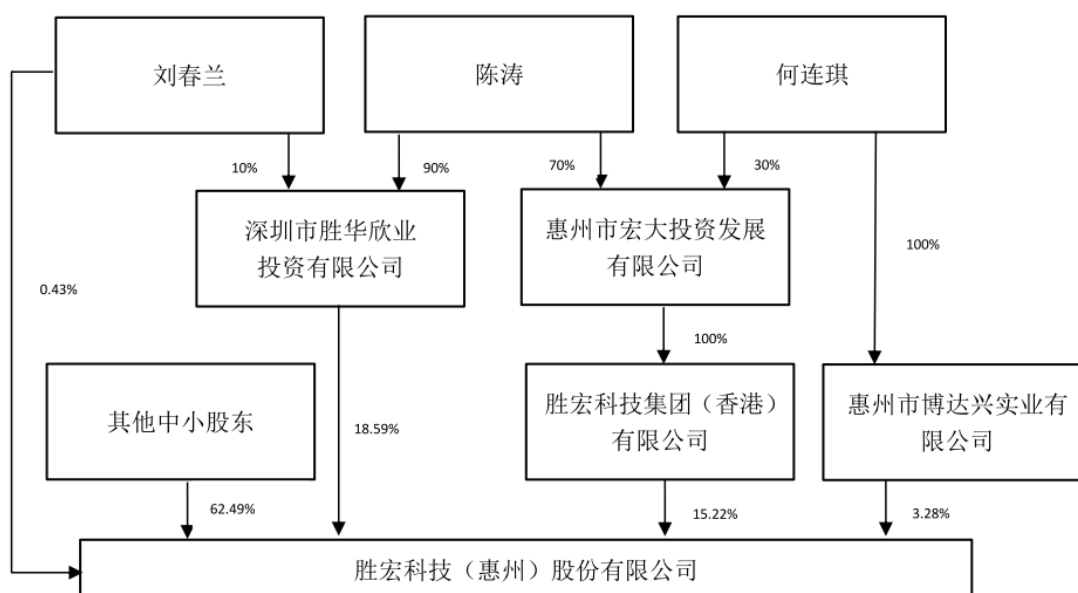 刘春兰
陈涛
何连琪
10%
90%
70%
30%
深圳市胜华欣业
投资有限公司
惠州市宏大投资发展
有限公司
100%
0.43%
100%
其他中小股东
18.59%
胜宏科技集团（香港）
有限公司
惠州市博达兴实业有
限公司
62.49%
15.22%
3.28%
胜宏科技（惠州）股份有限公司